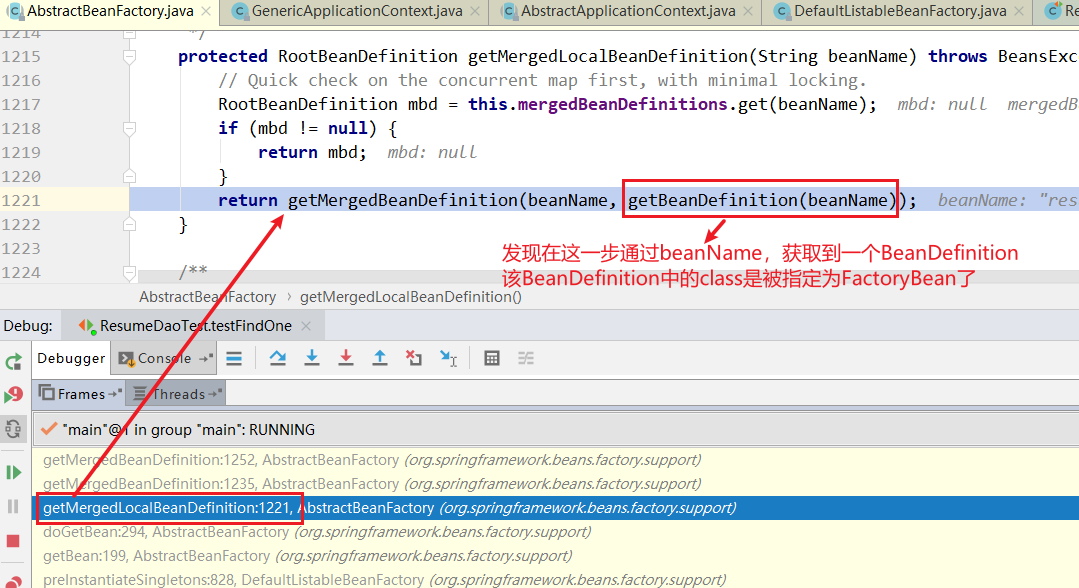 AbstractBeanFactory.java × GenericApplicationContext.java × AbstractApplicationContext.java × DefaultListableBeanFactory.java × Re
1214 */
1215 protected RootBeanDefinition getMergedLocalBeanDefinition(String beanName) throws BeansExc
1216 // Quick check on the concurrent map first, with minimal locking.
1217 RootBeanDefinition mbd = this.mergedBeanDefinitions.get(beanName); mbd: null mergedB
1218 if (mbd != null) {
1219 return mbd; mbd: null
1220 }
1221 return getMergedBeanDefinition(beanName, getBeanDefinition(beanName)); beanName: "res
1222 }
1223
发现在这一步通过beanName，获取到一个BeanDefinition
1224 /**
该BeanDefinition中的class是被指定为FactoryBean了
AbstractBeanFactory › getMergedLocalBeanDefinition()
Debug: ResumeDaoTest.testFindOne ×
Debugger Console
Frames Threads
"main"@1 in group "main": RUNNING
getMergedBeanDefinition:1252, AbstractBeanFactory (org.springframework.beans.factory.support)
getMergedBeanDefinition:1235, AbstractBeanFactory (org.springframework.beans.factory.support)
getMergedLocalBeanDefinition:1221, AbstractBeanFactory (org.springframework.beans.factory.support)
doGetBean:294, AbstractBeanFactory (org.springframework.beans.factory.support)
getBean:199, AbstractBeanFactory (org.springframework.beans.factory.support)
preInstantiateSingletons:828, DefaultListableBeanFactory (org.springframework.beans.factory.support)